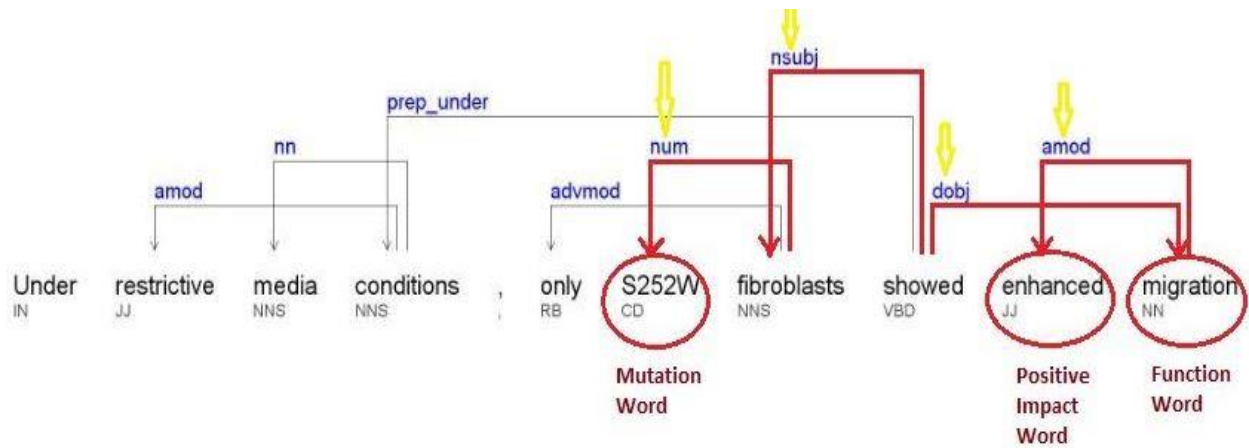 nsubj
prep_under
nn num amod
amod advmod dobj
Under restrictive media conditions , only S252W fibroblasts showed enhanced migration
IN JJ NNS NNS , RB CD NNS VBD JJ NN
Mutation Positive Function
Word Impact Word
Word